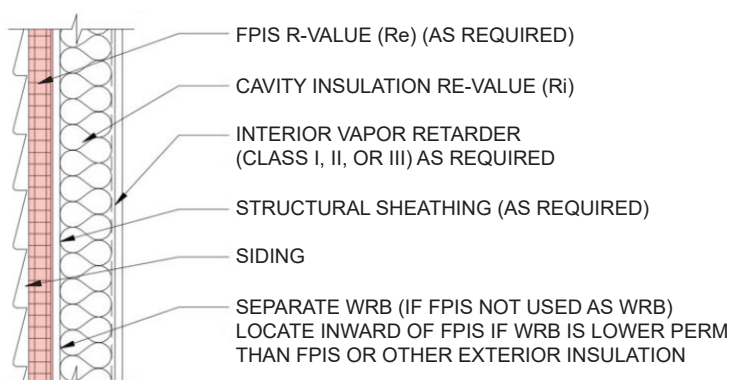 FPIS R-VALUE (Re) (AS REQUIRED)
CAVITY INSULATION RE-VALUE (Ri)
INTERIOR VAPOR RETARDER
(CLASS I, II, OR III) AS REQUIRED
STRUCTURAL SHEATHING (AS REQUIRED)
SIDING
SEPARATE WRB (IF FPIS NOT USED AS WRB)
LOCATE INWARD OF FPIS IF WRB IS LOWER PERM
THAN FPIS OR OTHER EXTERIOR INSULATION